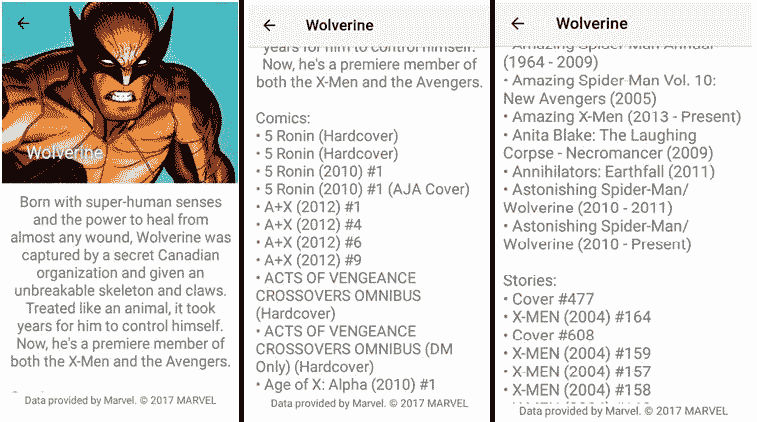 Wolverine
Born with super-human senses
and the power to heal from
almost any wound, Wolverine was
captured by a secret Canadian
organization and given an
unbreakable skeleton and claws.
Treated like an animal, it took
years for him to control himself.
Now, he's a premiere member of
both the X-Men and the Avengers.
Data provided by Marvel. © 2017 MARVEL
Wolverine
years for him to control himself.
Now, he's a premiere member of
both the X-Men and the Avengers.
Comics:
• 5 Ronin (Hardcover)
• 5 Ronin (Hardcover)
• 5 Ronin (2010) #1
• 5 Ronin (2010) #1 (AJA Cover)
• A+X (2012) #1
• A+X (2012) #4
• A+X (2012) #6
• A+X (2012) #9
• ACTS OF VENGEANCE
CROSSOVERS OMNIBUS
(Hardcover)
• ACTS OF VENGEANCE
CROSSOVERS OMNIBUS (DM
Only) (Hardcover)
• Age of X: Alpha (2010) #1
Data provided by Marvel. © 2017 MARVEL
Wolverine
• Amazing Spider-Man Annual
(1964 - 2009)
• Amazing Spider-Man Vol. 10:
New Avengers (2005)
• Amazing X-Men (2013 - Present)
• Anita Blake: The Laughing
Corpse - Necromancer (2009)
• Annihilators: Earthfall (2011)
• Astonishing Spider-Man/
Wolverine (2010 - 2011)
• Astonishing Spider-Man/
Wolverine (2010 - Present)
Stories:
• Cover #477
• X-MEN (2004) #164
• Cover #608
• X-MEN (2004) #159
• X-MEN (2004) #157
• X-MEN (2004) #158
Data provided by Marvel. © 2017 MARVEL